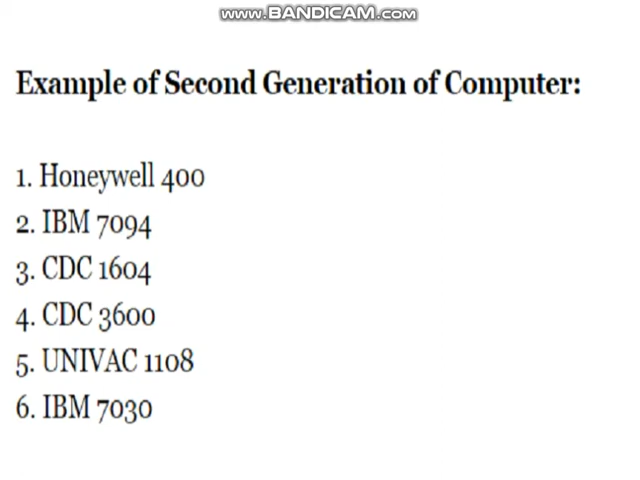 www.BANDICAM.com
Example of Second Generation of Computer:
1. Honeywell 400
2. IBM 7094
3. CDC 1604
4. CDC 3600
5. UNIVAC 1108
6. IBM 7030